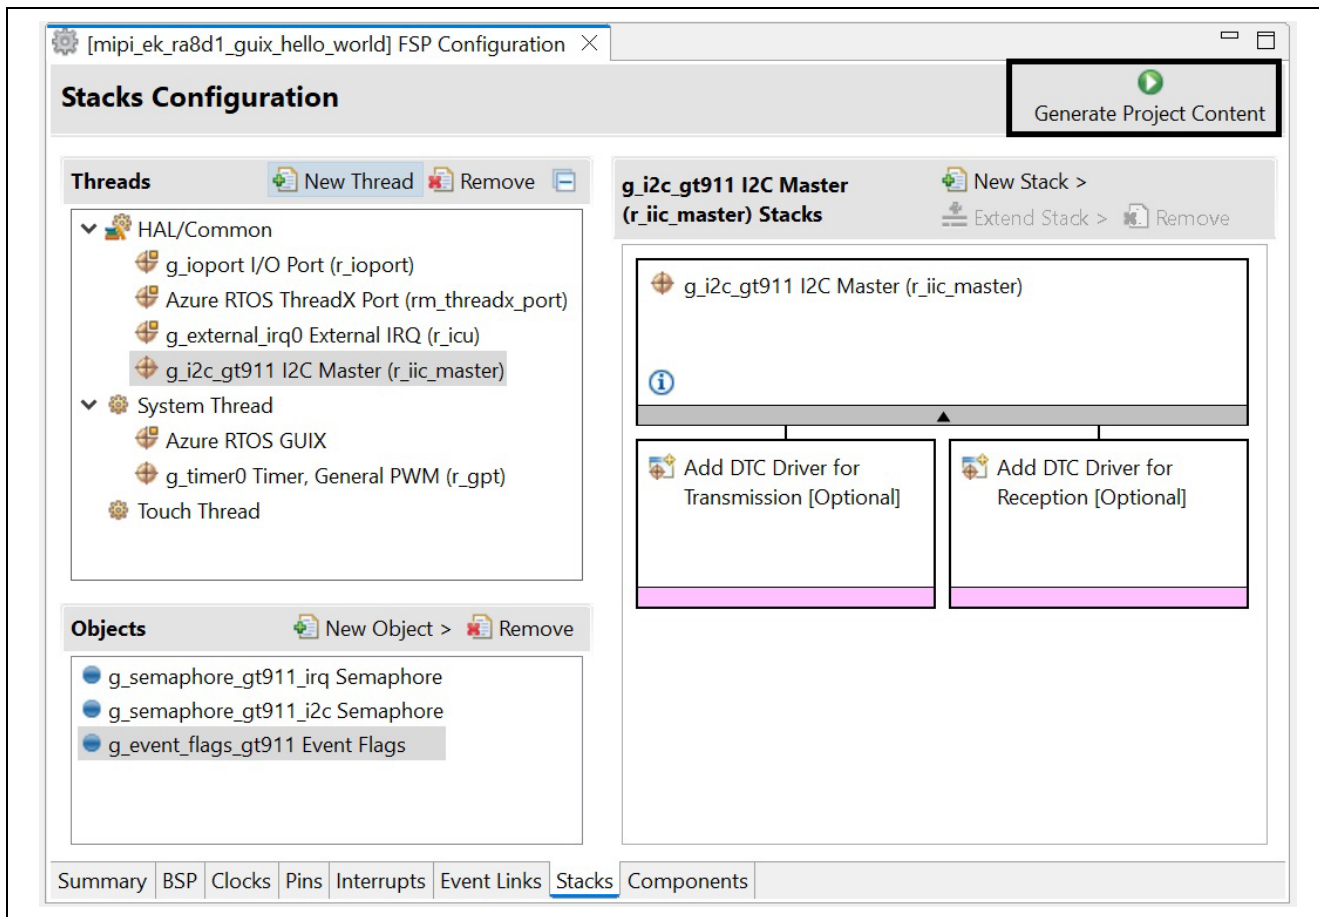 [mipi_ek_ra8d1_guix_hello_world] FSP Configuration
Stacks Configuration
Generate Project Content
Threads
New Thread
Remove
HAL/Common
g_ioport I/O Port (r_ioport)
Azure RTOS ThreadX Port (rm_threadx_port)
g_external_irq0 External IRQ (r_icu)
g_i2c_gt911 I2C Master (r_iic_master)
System Thread
Azure RTOS GUIX
g_timer0 Timer, General PWM (r_gpt)
Touch Thread
Objects
New Object >
Remove
g_semaphore_gt911_irq Semaphore
g_semaphore_gt911_i2c Semaphore
g_event_flags_gt911 Event Flags
g_i2c_gt911 I2C Master
(r_iic_master) Stacks
New Stack >
Extend Stack >
Remove
g_i2c_gt911 I2C Master (r_iic_master)
Add DTC Driver for
Transmission [Optional]
Add DTC Driver for
Reception [Optional]
Summary BSP Clocks Pins Interrupts Event Links Stacks Components